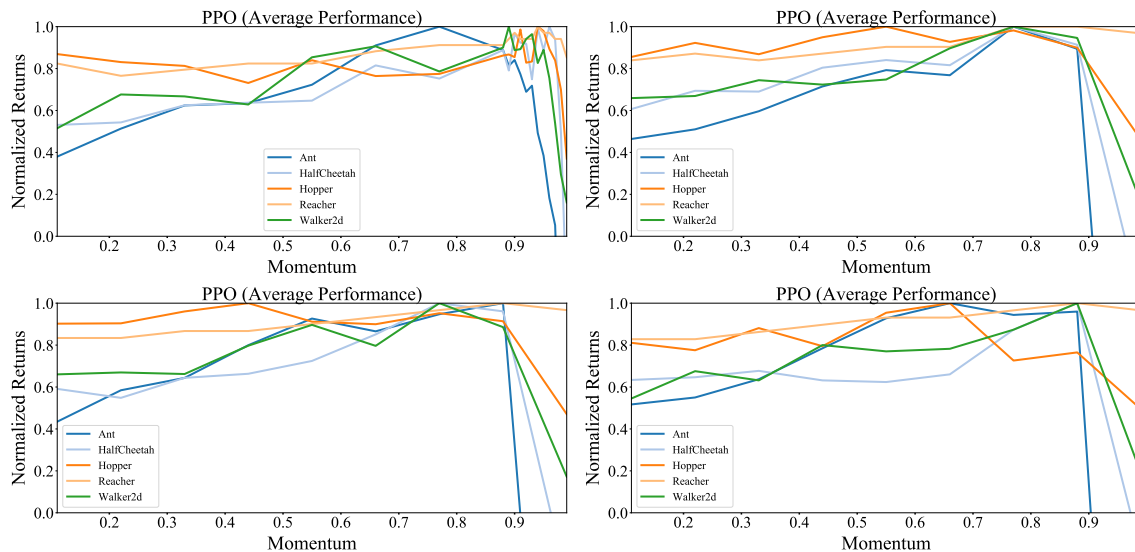 PPO (Average Performance)
Normalized Returns
1.0
0.8
0.6
0.4
0.2
0.0
Ant
HalfCheetah
Hopper
Reacher
Walker2d
0.2 0.3 0.4 0.5 0.6 0.7 0.8 0.9
Momentum
PPO (Average Performance)
Normalized Returns
1.0
0.8
0.6
0.4
0.2
0.0
Ant
HalfCheetah
Hopper
Reacher
Walker2d
0.2 0.3 0.4 0.5 0.6 0.7 0.8 0.9
Momentum
PPO (Average Performance)
Normalized Returns
1.0
0.8
0.6
0.4
0.2
0.0
Ant
HalfCheetah
Hopper
Reacher
Walker2d
0.2 0.3 0.4 0.5 0.6 0.7 0.8 0.9
Momentum
PPO (Average Performance)
Normalized Returns
1.0
0.8
0.6
0.4
0.2
0.0
Ant
HalfCheetah
Hopper
Reacher
Walker2d
0.2 0.3 0.4 0.5 0.6 0.7 0.8 0.9
Momentum